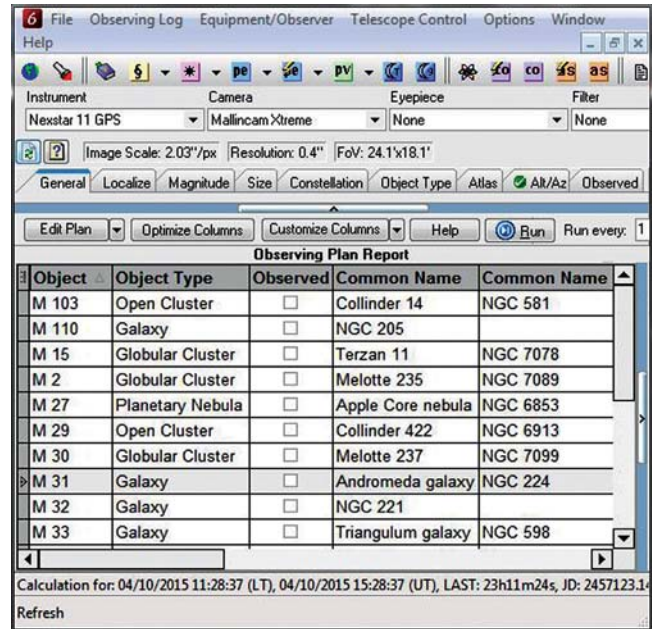 6 File Observing Log Equipment/Observer Telescope Control Options Window
Help
§ pe pv co as
Instrument Camera Eyepiece Filter
Nexstar 11 GPS Mallincam Xtreme None None
Image Scale: 2.03"/px Resolution: 0.4" FoV: 24.1'x18.1'
General Localize Magnitude Size Constellation Object Type Atlas Alt/Az Observed
Edit Plan Optimize Columns Customize Columns Help Run Run every: 1
Observing Plan Report
Object Object Type Observed Common Name Common Name
M 103 Open Cluster Collinder 14 NGC 581
M 110 Galaxy NGC 205
M 15 Globular Cluster Terzan 11 NGC 7078
M 2 Globular Cluster Melotte 235 NGC 7089
M 27 Planetary Nebula Apple Core nebula NGC 6853
M 29 Open Cluster Collinder 422 NGC 6913
M 30 Globular Cluster Melotte 237 NGC 7099
M 31 Galaxy Andromeda galaxy NGC 224
M 32 Galaxy NGC 221
M 33 Galaxy Triangulum galaxy NGC 598
Calculation for: 04/10/2015 11:28:37 (LT), 04/10/2015 15:28:37 (UT), LAST: 23h11m24s, JD: 2457123.14
Refresh